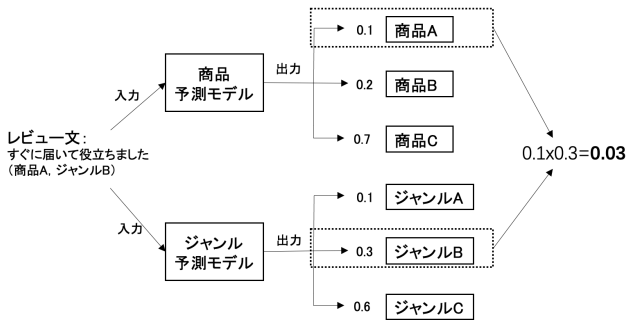 レビュー文:
すぐに届いて役立ちました
(商品A, ジャンルB)
入力
商品
予測モデル
出力
0.1 商品A
0.2 商品B
0.7 商品C
入力
ジャンル
予測モデル
出力
0.1 ジャンルA
0.3 ジャンルB
0.6 ジャンルC
0.1x0.3=0.03